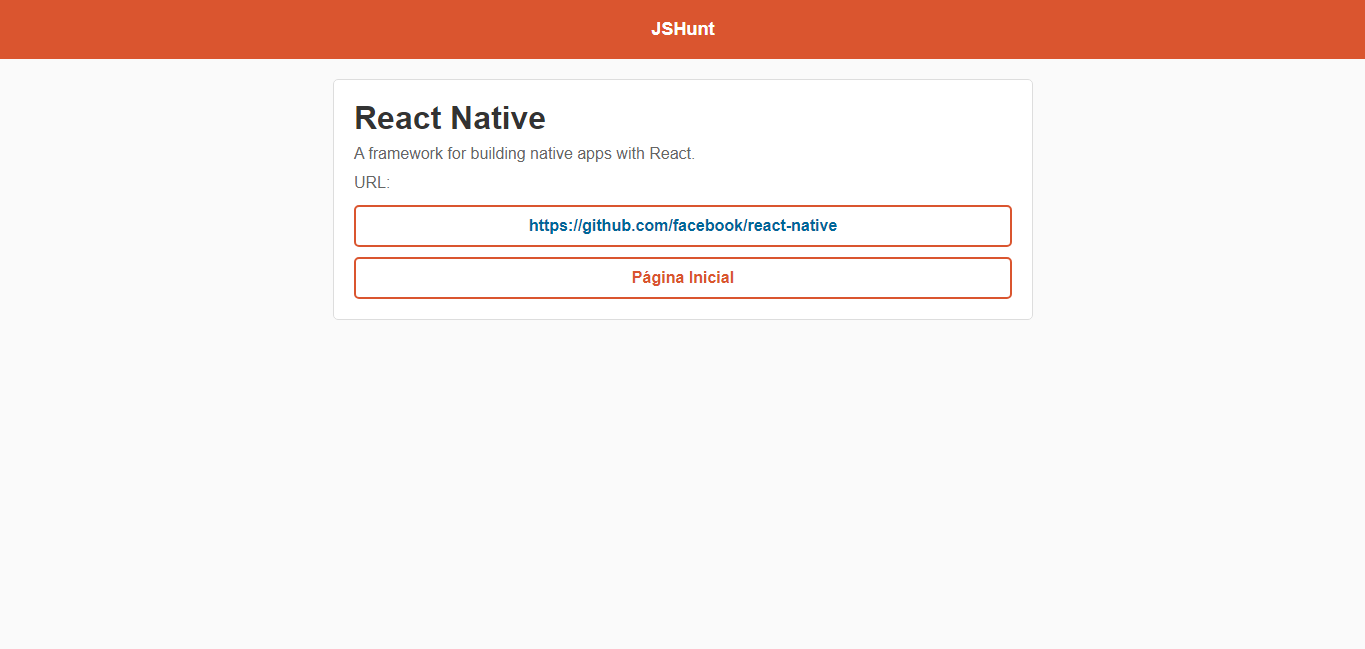 JSHunt
React Native
A framework for building native apps with React.
URL:
https://github.com/facebook/react-native
Página Inicial